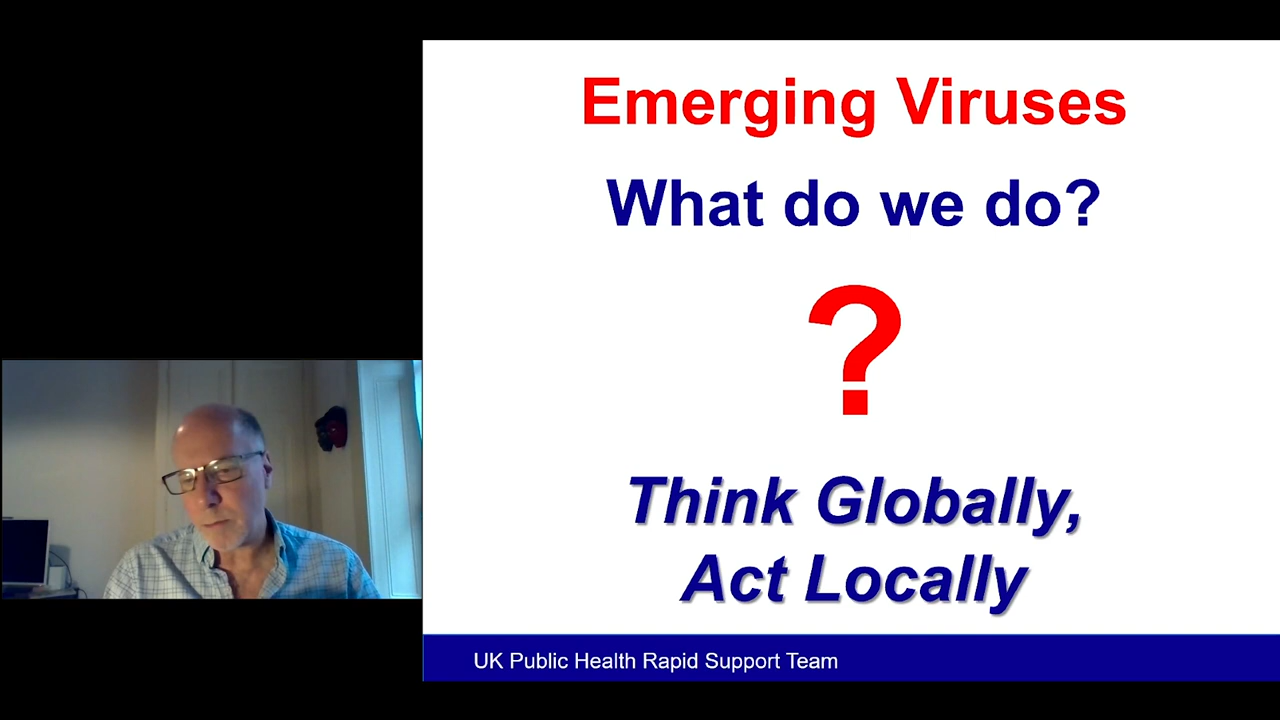 Emerging Viruses
What do we do?
?
Think Globally,
Act Locally
UK Public Health Rapid Support Team